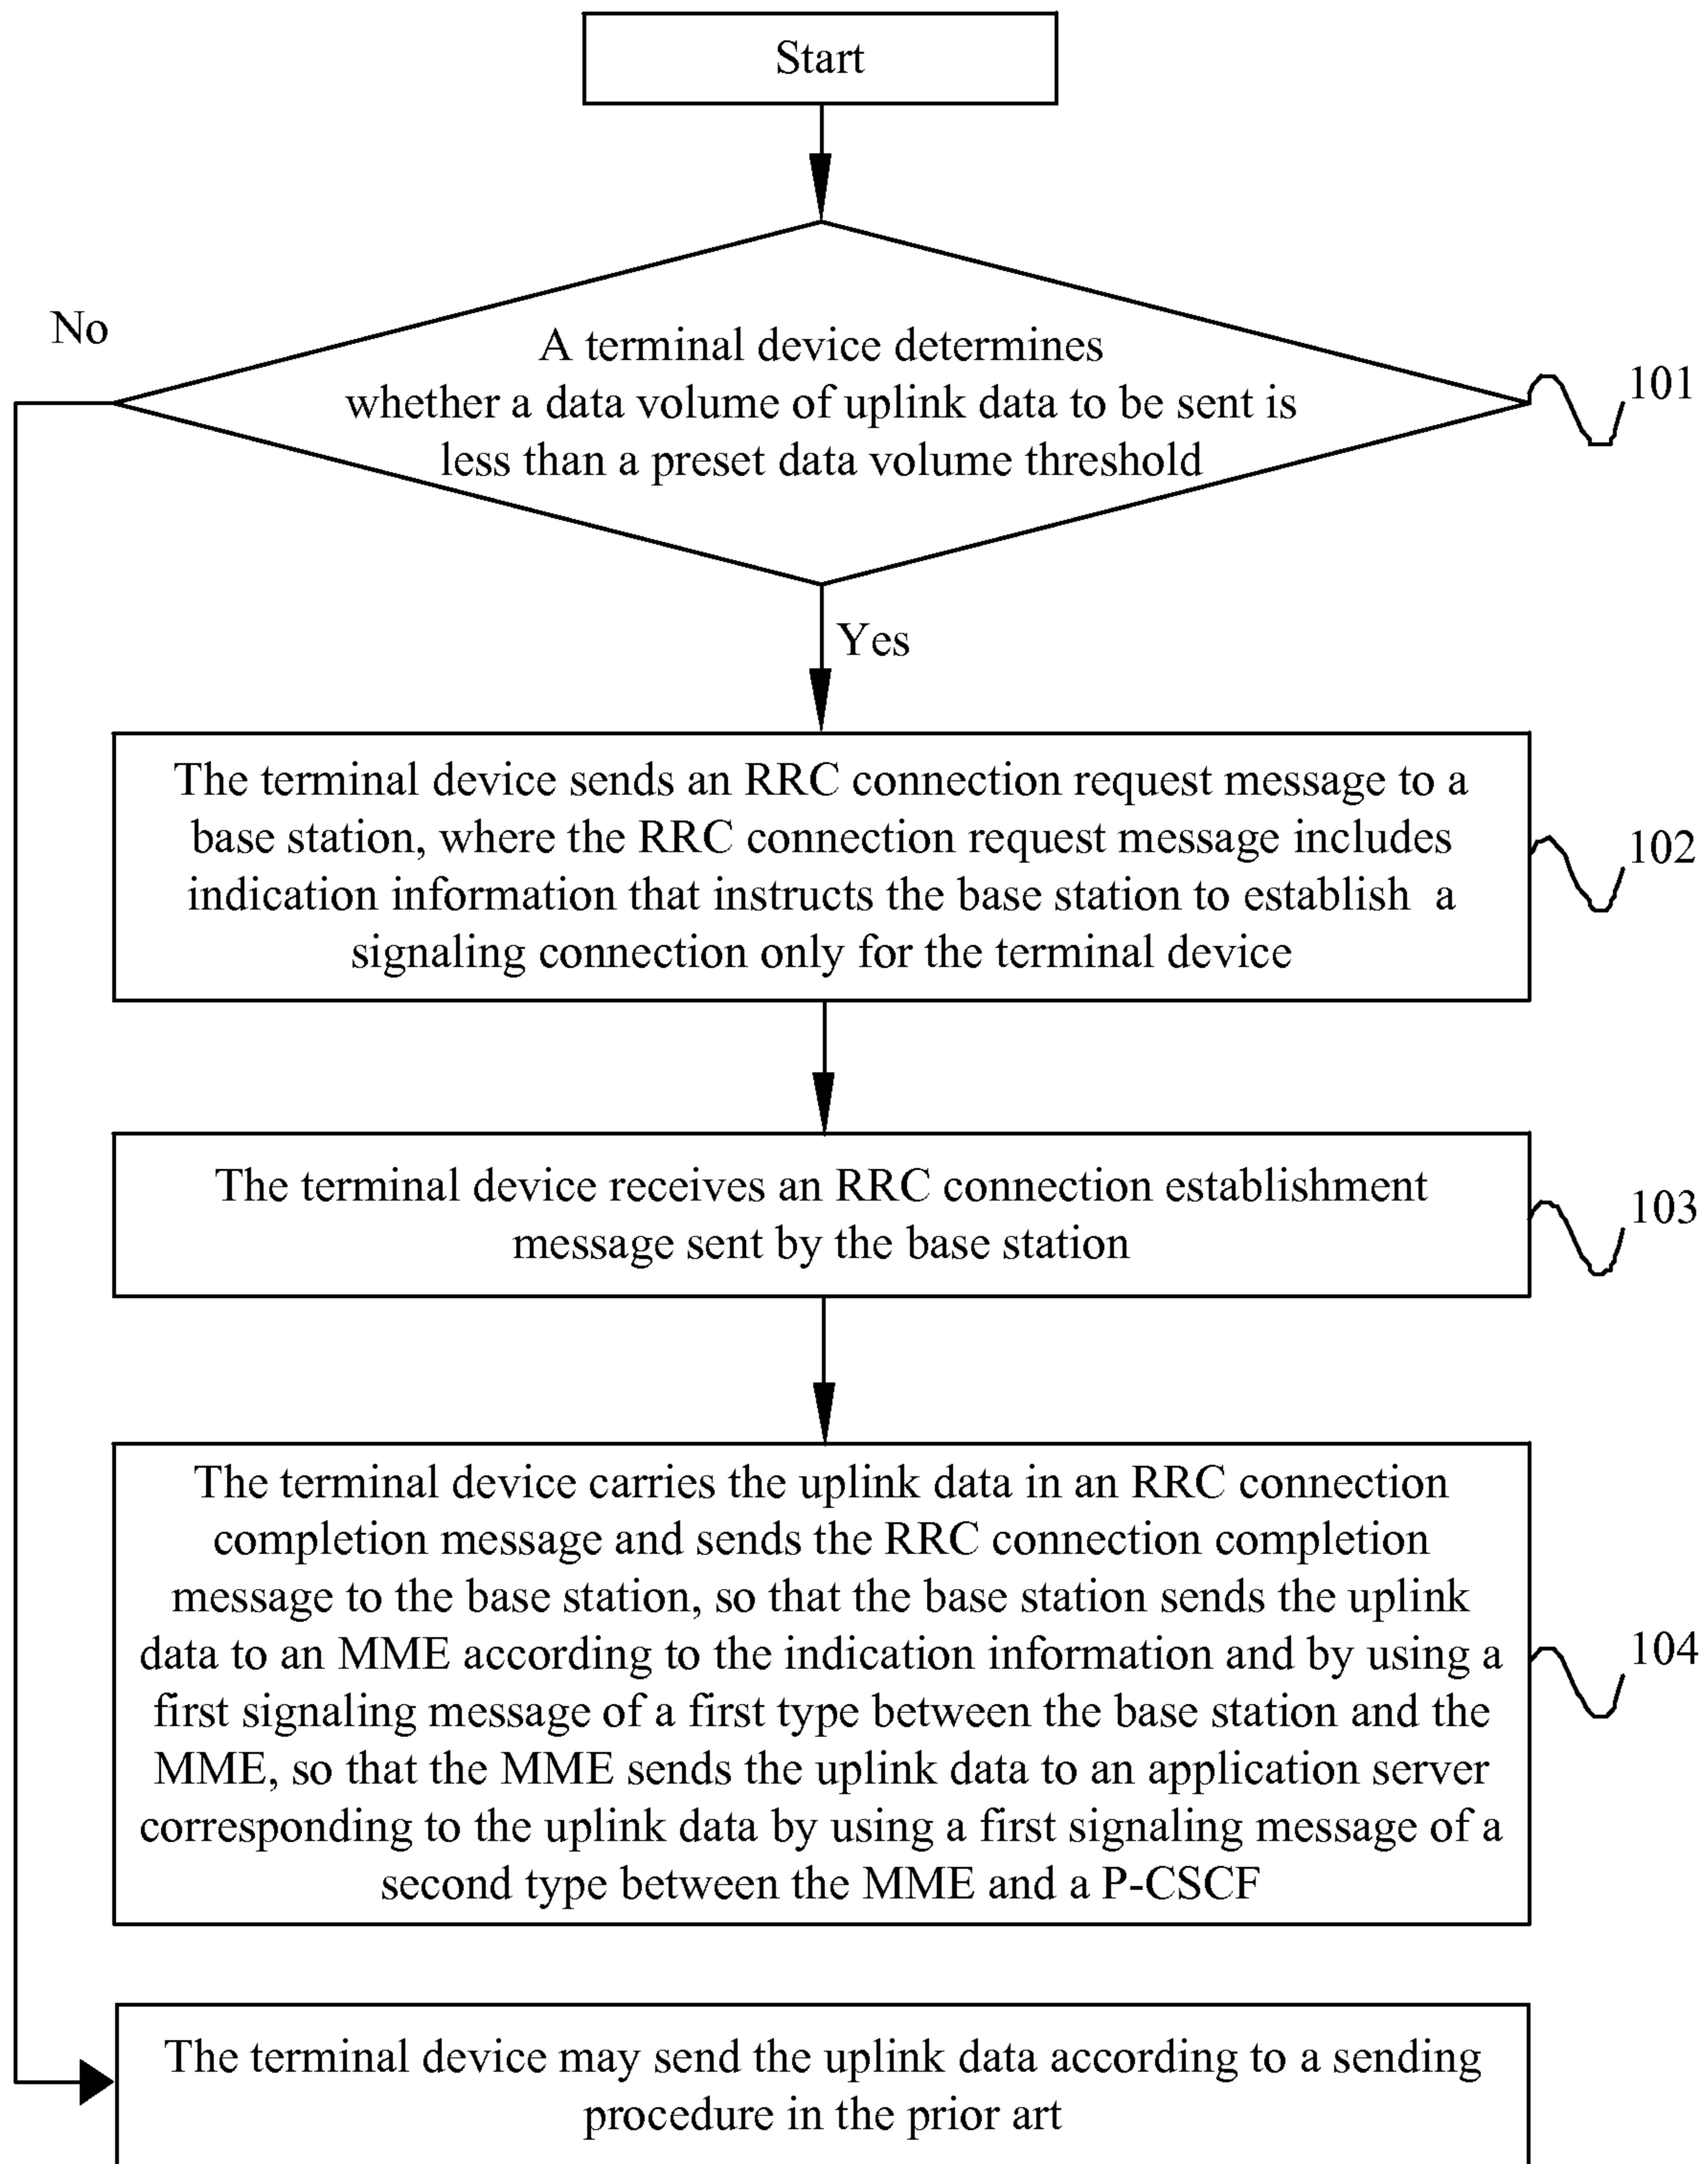 Start
No
A terminal device determines
whether a data volume of uplink data to be sent is
less than a preset data volume threshold
101
Yes
The terminal device sends an RRC connection request message to a
base station, where the RRC connection request message includes
indication information that instructs the base station to establish a
signaling connection only for the terminal device
102
The terminal device receives an RRC connection establishment
message sent by the base station
103
The terminal device carries the uplink data in an RRC connection
completion message and sends the RRC connection completion
message to the base station, so that the base station sends the uplink
data to an MME according to the indication information and by using a
first signaling message of a first type between the base station and the
MME, so that the MME sends the uplink data to an application server
corresponding to the uplink data by using a first signaling message of a
second type between the MME and a P-CSCF
104
The terminal device may send the uplink data according to a sending
procedure in the prior art